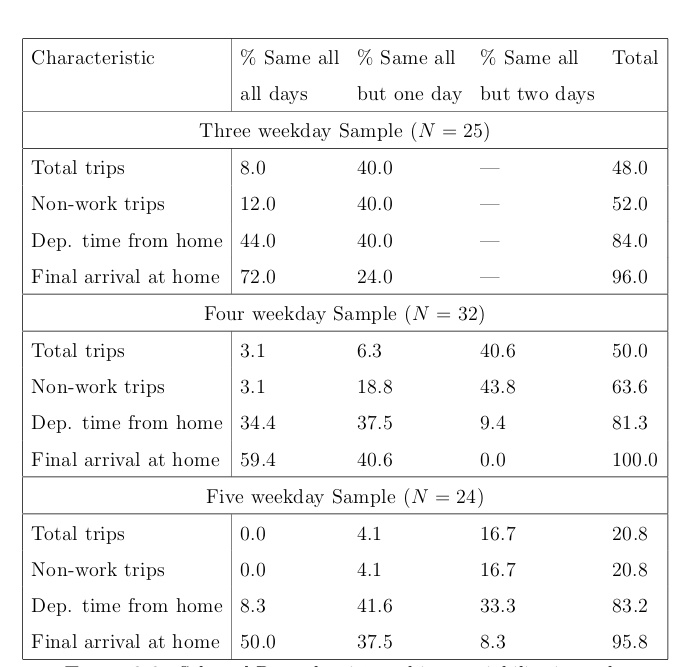 Characteristic % Same all % Same all % Same all Total
all days but one day but two days
Three weekday Sample (N = 25)
Total trips 8.0 40.0 — 48.0
Non-work trips 12.0 40.0 — 52.0
Dep. time from home 44.0 40.0 — 84.0
Final arrival at home 72.0 24.0 — 96.0
Four weekday Sample (N = 32)
Total trips 3.1 6.3 40.6 50.0
Non-work trips 3.1 18.8 43.8 63.6
Dep. time from home 34.4 37.5 9.4 81.3
Final arrival at home 59.4 40.6 0.0 100.0
Five weekday Sample (N = 24)
Total trips 0.0 4.1 16.7 20.8
Non-work trips 0.0 4.1 16.7 20.8
Dep. time from home 8.3 41.6 33.3 83.2
Final arrival at home 50.0 37.5 8.3 95.8